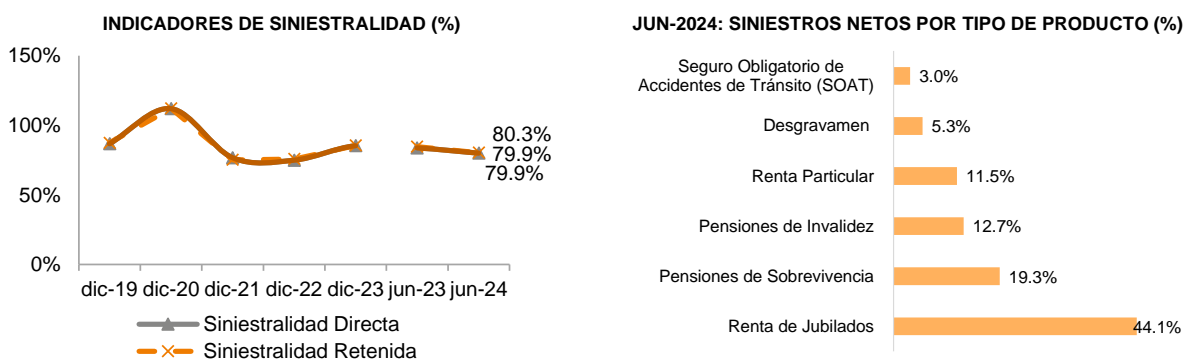 INDICADORES DE SINIESTRALIDAD (%)
150%
100%
50%
0%
80.3%
79.9%
79.9%
dic-19 dic-20 dic-21 dic-22 dic-23 jun-23 jun-24
Siniestralidad Directa
Siniestralidad Retenida
JUN-2024: SINIESTROS NETOS POR TIPO DE PRODUCTO (%)
Seguro Obligatorio de
Accidentes de Tránsito (SOAT)
3.0%
Desgravamen
5.3%
Renta Particular
11.5%
Pensiones de Invalidez
12.7%
Pensiones de Sobrevivencia
19.3%
Renta de Jubilados
44.1%